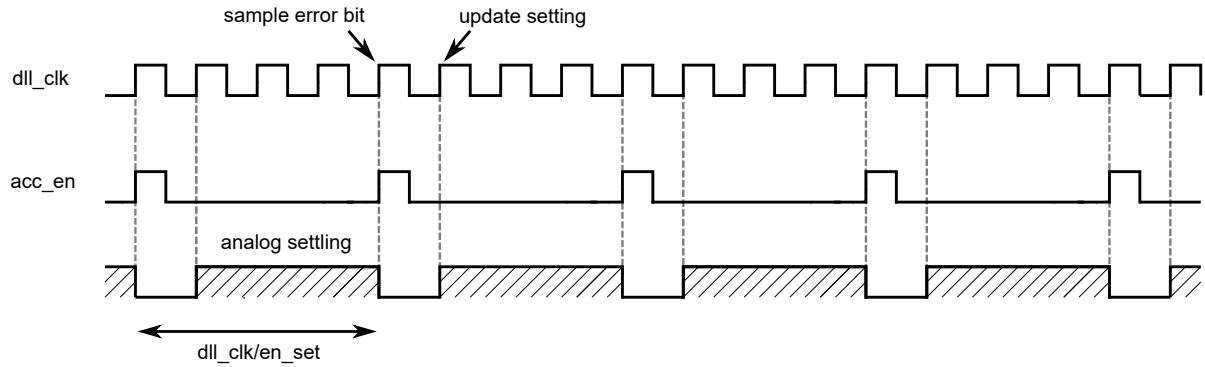 sample error bit
update setting
dll_clk
acc_en
analog settling
dll_clk/en_set